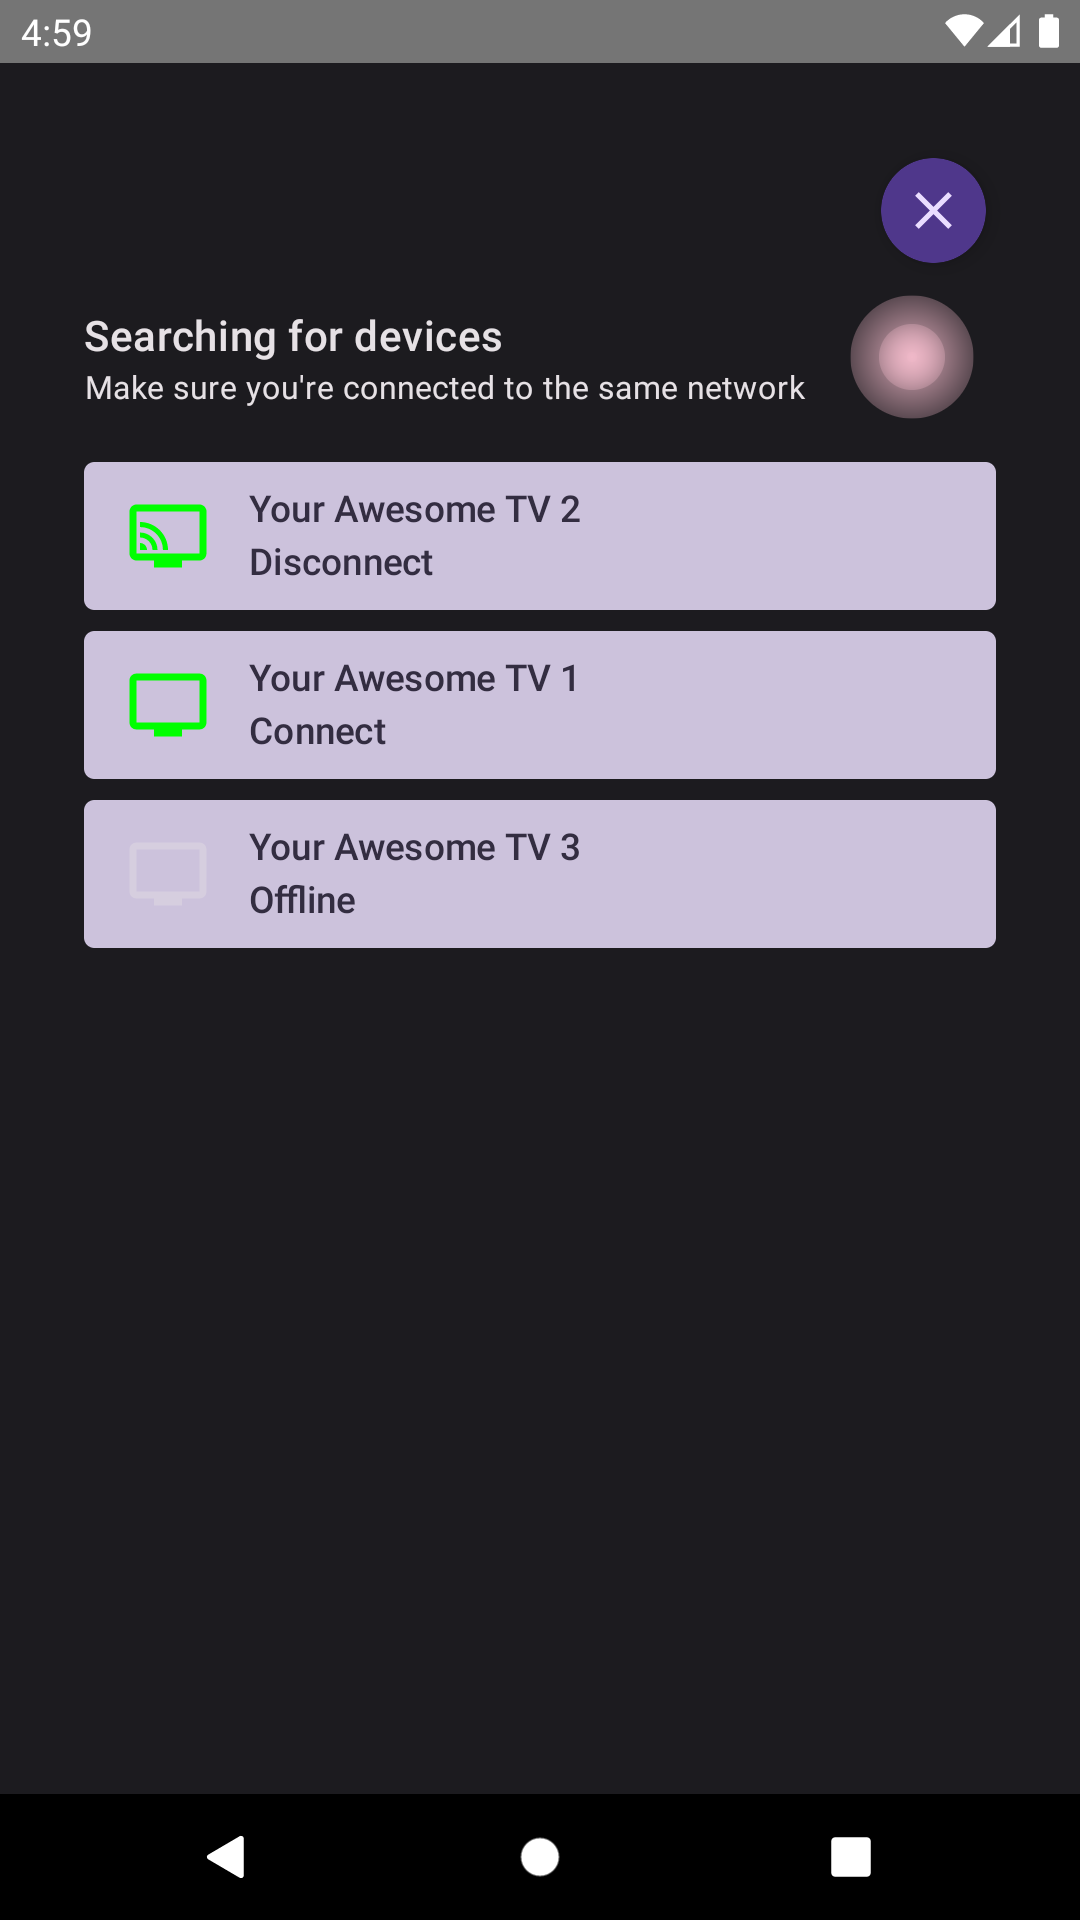 4:59
Searching for devices
Make sure you're connected to the same network
Your Awesome TV 2
Disconnect
Your Awesome TV 1
Connect
Your Awesome TV 3
Offline